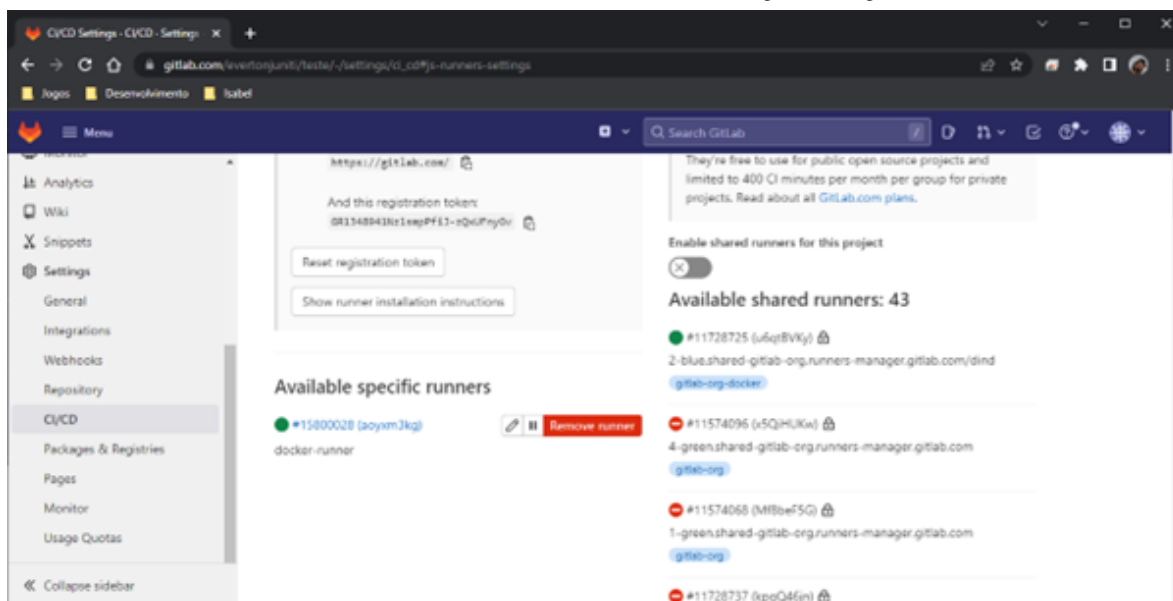 CI/CD Settings - CI/CD - Settings
gitlab.com/evertonjuniti/teste/-/settings/ci_cd#js-runners-settings
Jogos
Desenvolvimento
Isabel
Menu
Search GitLab
Monitor
Analytics
Wiki
Snippets
Settings
General
Integrations
Webhooks
Repository
CI/CD
Packages & Registries
Pages
Monitor
Usage Quotas
Collapse sidebar
https://gitlab.com/
And this registration token:
Reset registration token
Show runner installation instructions
Available specific runners
#15800028 (aoyxm3kg)
Remove runner
docker-runner
They're free to use for public open source projects and
limited to 400 CI minutes per month per group for private
projects. Read about all GitLab.com plans.
Enable shared runners for this project
Available shared runners: 43
#11728725 (u6qtBVKy)
2-blue.shared-gitlab-org.runners-manager.gitlab.com/dind
gitlab-org-docker
#11574096 (x5QiHUKw)
4-green.shared-gitlab-org.runners-manager.gitlab.com
gitlab-org
#11574068 (Mf8beF5G)
1-green.shared-gitlab-org.runners-manager.gitlab.com
gitlab-org
#11728737